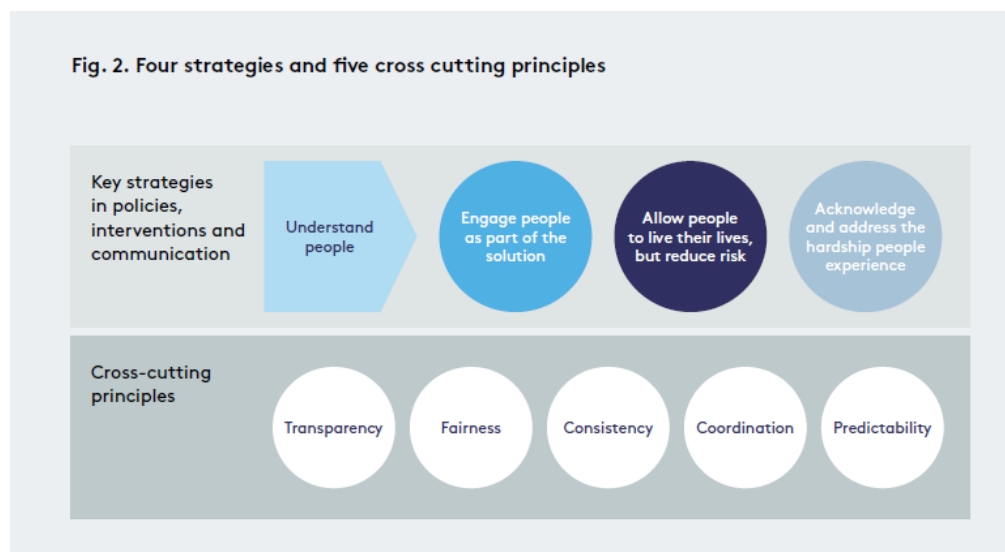 Fig. 2. Four strategies and five cross cutting principles
Key strategies
in policies,
interventions and
communication
Understand
people
Engage people
as part of the
solution
Allow people
to live their lives,
but reduce risk
Acknowledge
and address the
hardship people
experience
Cross-cutting
principles
Transparency
Fairness
Consistency
Coordination
Predictability